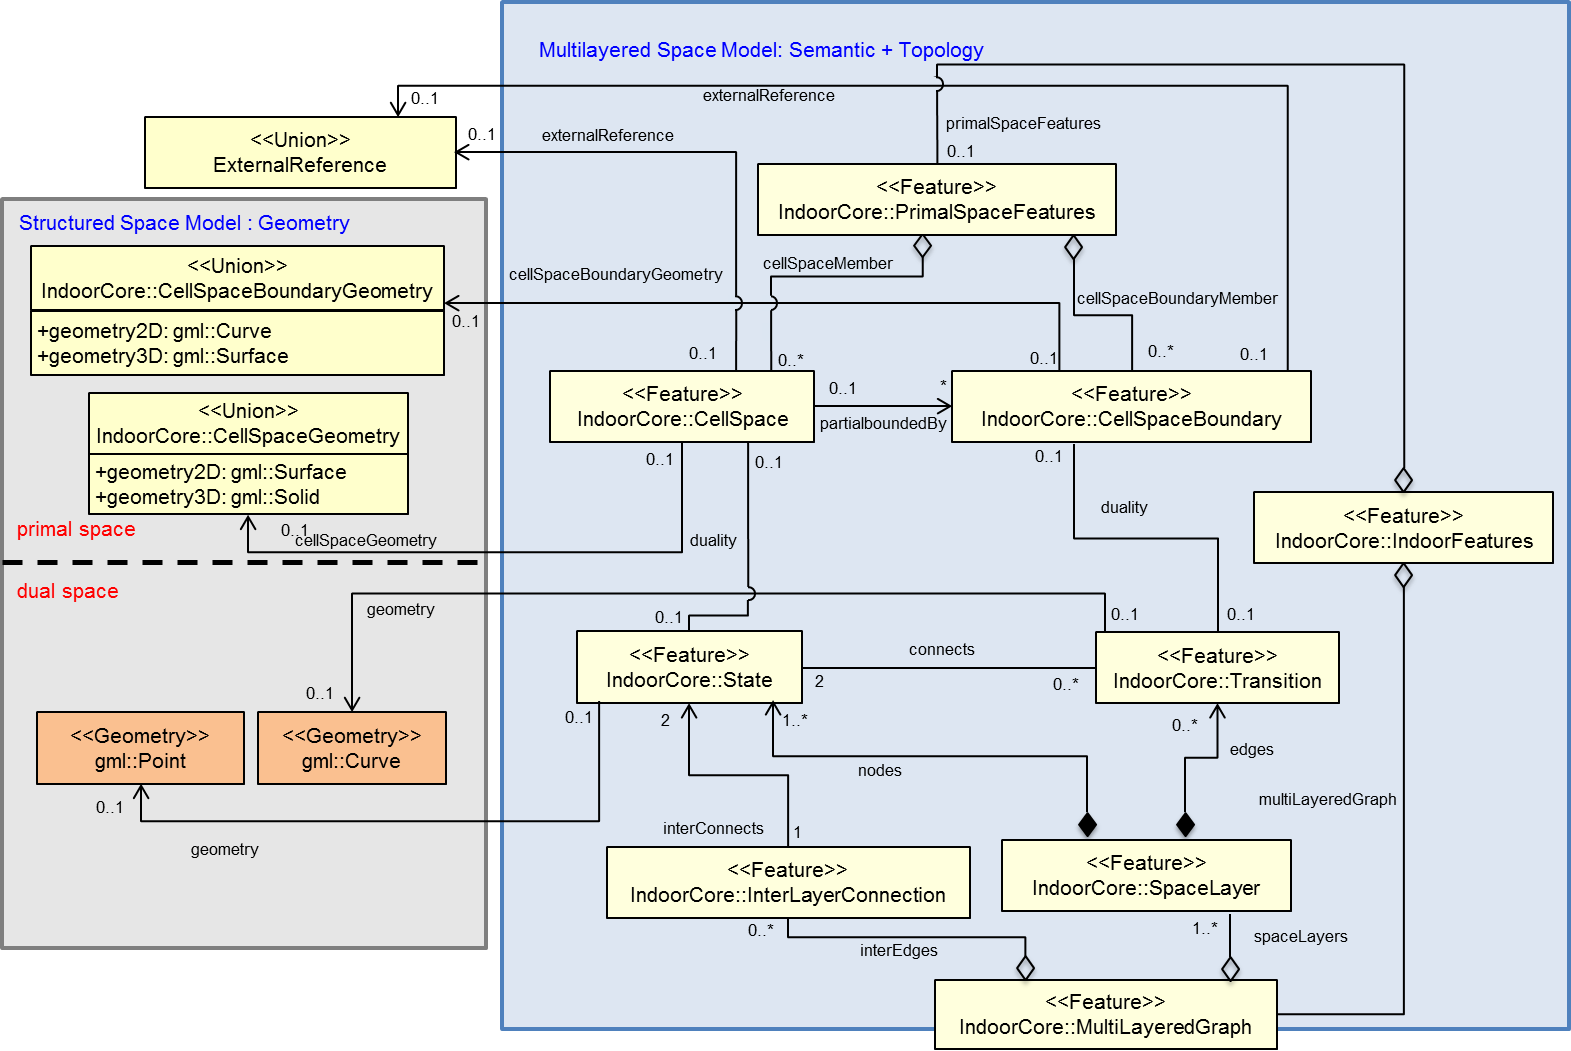 Multilayered Space Model: Semantic + Topology
0..1
externalReference
<<Union>>
ExternalReference
0..1
externalReference
primalSpaceFeatures
0..1
<<Feature>>
IndoorCore::PrimalSpaceFeatures
Structured Space Model : Geometry
<<Union>>
IndoorCore::CellSpaceBoundaryGeometry
+geometry2D: gml::Curve
+geometry3D: gml::Surface
cellSpaceBoundaryGeometry
0..1
cellSpaceMember
cellSpaceBoundaryMember
0..1
0..*
0..1
0..*
0..1
<<Union>>
IndoorCore::CellSpaceGeometry
+geometry2D: gml::Surface
+geometry3D: gml::Solid
<<Feature>>
IndoorCore::CellSpace
0..1
*
partialboundedBy
<<Feature>>
IndoorCore::CellSpaceBoundary
0..1
0..1
0..1
primal space
0..1
cellSpaceGeometry
duality
duality
<<Feature>>
IndoorCore::IndoorFeatures
dual space
geometry
0..1
0..1
0..1
<<Feature>>
IndoorCore::State
connects
2
0..*
<<Feature>>
IndoorCore::Transition
0..1
0..1
2
1..*
0..*
<<Geometry>>
gml::Point
<<Geometry>>
gml::Curve
nodes
edges
0..1
geometry
multiLayeredGraph
interConnects
1
<<Feature>>
IndoorCore::InterLayerConnection
<<Feature>>
IndoorCore::SpaceLayer
0..*
interEdges
1..*
spaceLayers
<<Feature>>
IndoorCore::MultiLayeredGraph